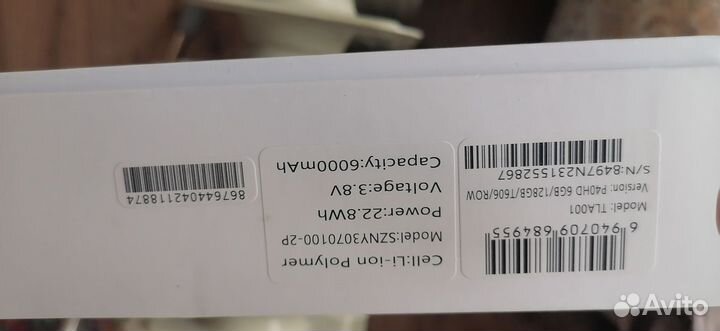 6 940709 684955
Model: TLA001
Version: P40HD 6GB/128GB/T606/ROW
S/N:8497N231552867
Cell:Li-ion Polymer
Model:SZNY3070100-2P
Power:22.8Wh
Voltage:3.8V
Capacity:6000mAh
867644042118874
Avito